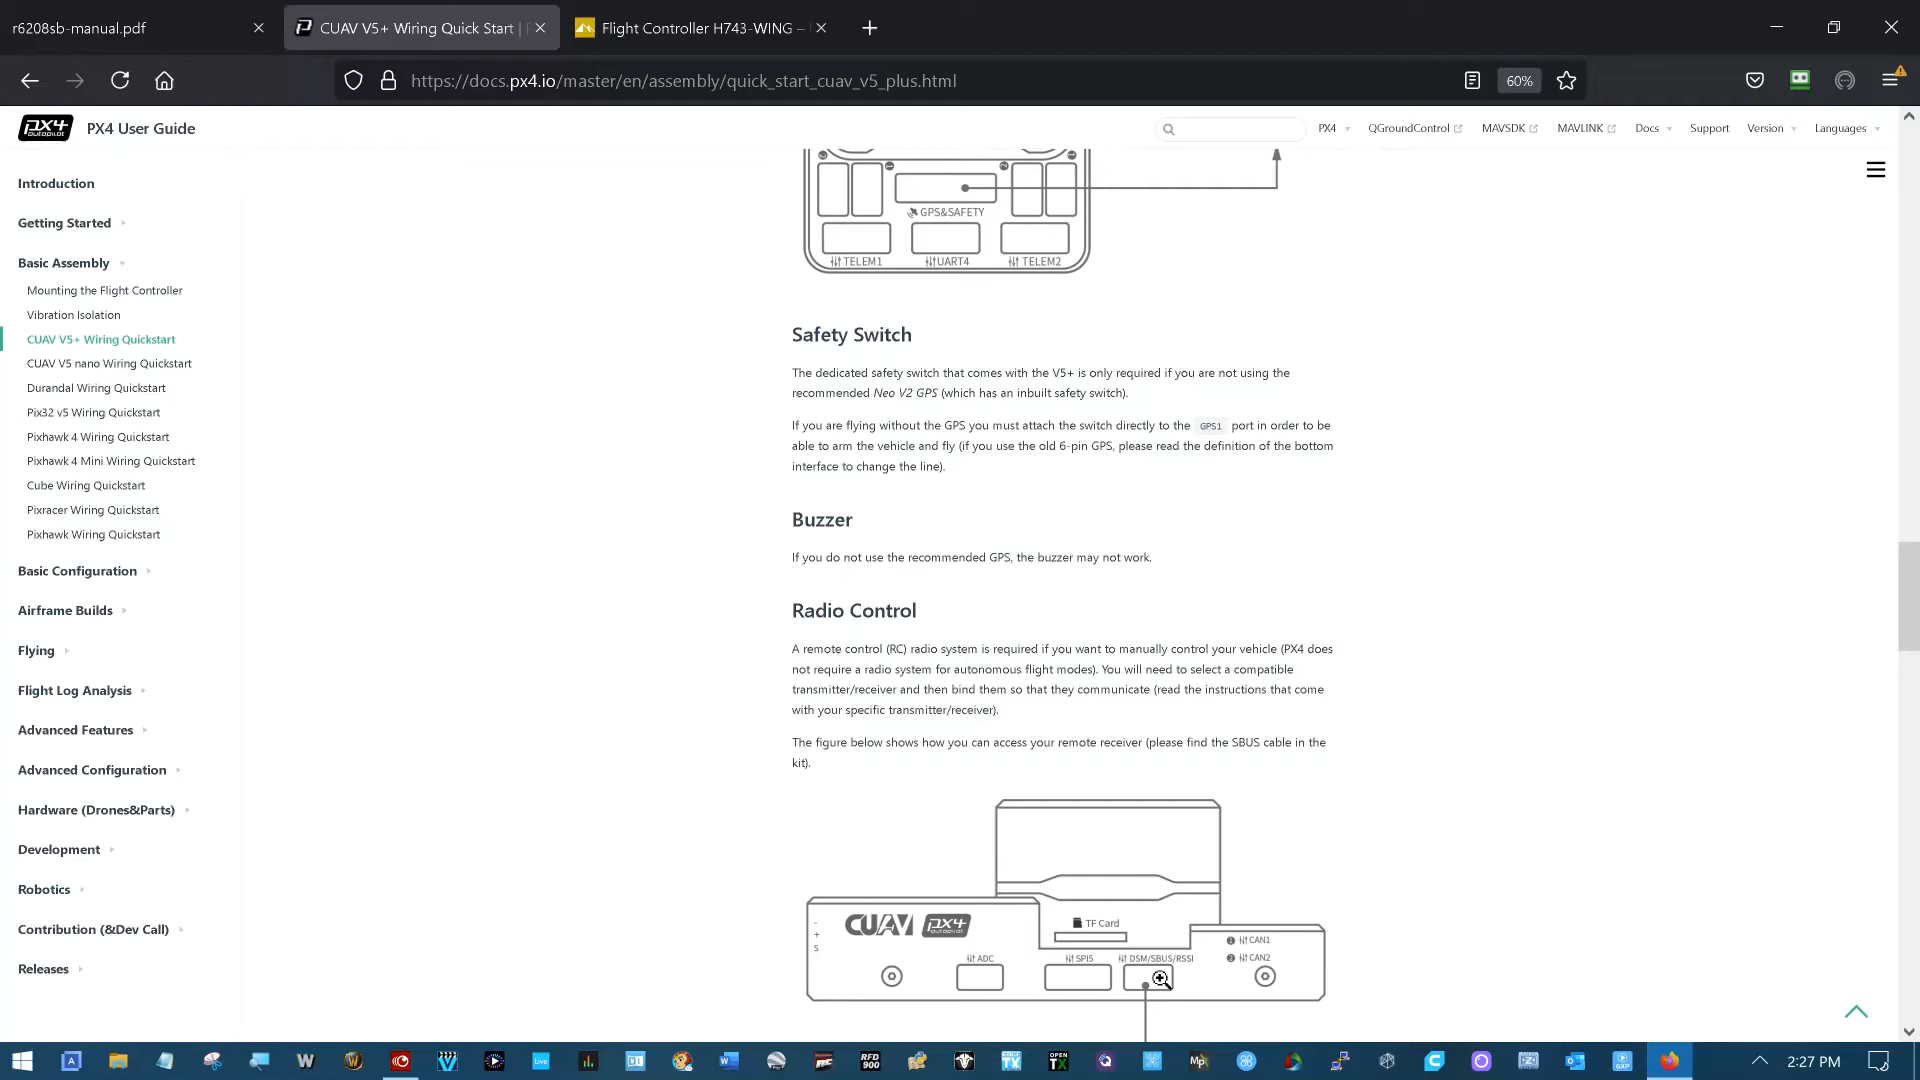 r6208sb-manual.pdf
CUAV V5+ Wiring Quick Start |
Flight Controller H743-WING –
https://docs.px4.io/master/en/assembly/quick_start_cuav_v5_plus.html
60%
px4 autopilot
PX4 User Guide
PX4
QGroundControl
MAVSDK
MAVLINK
Docs
Support
Version
Languages
Introduction
Getting Started
Basic Assembly
Mounting the Flight Controller
Vibration Isolation
CUAV V5+ Wiring Quickstart
CUAV V5 nano Wiring Quickstart
Durandal Wiring Quickstart
Pix32 v5 Wiring Quickstart
Pixhawk 4 Wiring Quickstart
Pixhawk 4 Mini Wiring Quickstart
Cube Wiring Quickstart
Pixracer Wiring Quickstart
Pixhawk Wiring Quickstart
Basic Configuration
Airframe Builds
Flying
Flight Log Analysis
Advanced Features
Advanced Configuration
Hardware (Drones&Parts)
Development
Robotics
Contribution (&Dev Call)
Releases
GPS&SAFETY
TELEM1
UART4
TELEM2
Safety Switch
The dedicated safety switch that comes with the V5+ is only required if you are not using the
recommended Neo V2 GPS (which has an inbuilt safety switch).
If you are flying without the GPS you must attach the switch directly to the GPS1 port in order to be
able to arm the vehicle and fly (if you use the old 6-pin GPS, please read the definition of the bottom
interface to change the line).
Buzzer
If you do not use the recommended GPS, the buzzer may not work.
Radio Control
A remote control (RC) radio system is required if you want to manually control your vehicle (PX4 does
not require a radio system for autonomous flight modes). You will need to select a compatible
transmitter/receiver and then bind them so that they communicate (read the instructions that come
with your specific transmitter/receiver).
The figure below shows how you can access your remote receiver (please find the SBUS cable in the
kit).
-
+
S
CUAV
px4 autopilot
TF Card
ADC
SPI5
DSM/SBUS/RSSI
1 CAN1
2 CAN2
2:27 PM